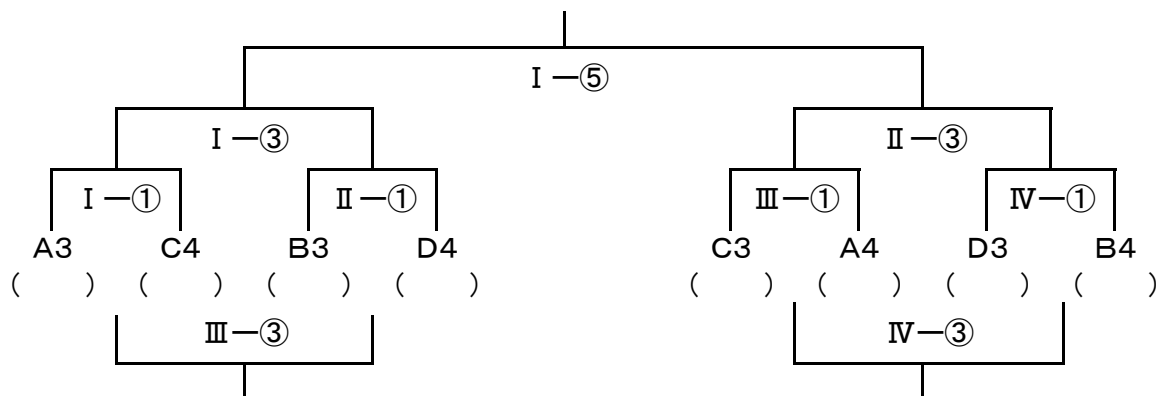 Ⅰ―⑤
Ⅰ―③ Ⅱ―③
Ⅰ―① Ⅱ―① Ⅲ―① Ⅳ―①
A3 C4 B3 D4 C3 A4 D3 B4
(　　) (　　) (　　) (　　) (　　) (　　) (　　) (　　)
Ⅲ―③ Ⅳ―③